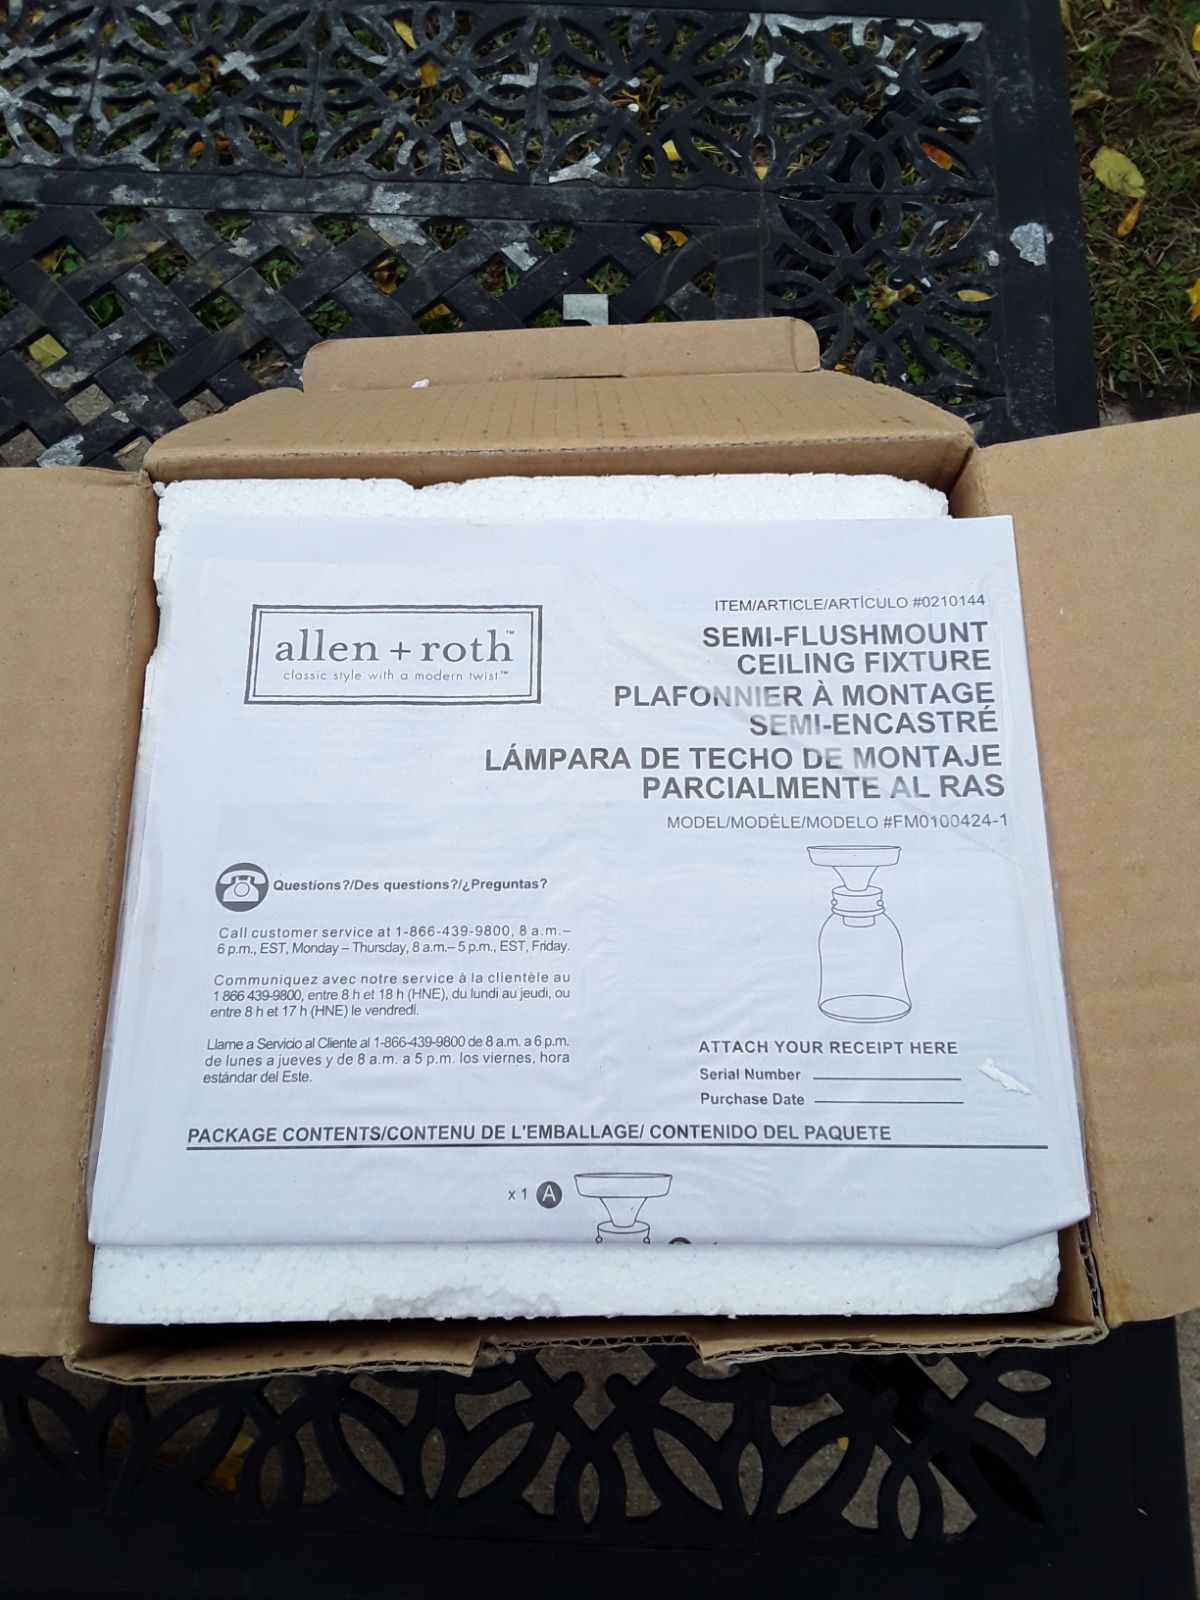 allen + roth™
classic style with a modern twist™
ITEM/ARTICLE/ARTÍCULO #0210144
SEMI-FLUSHMOUNT
CEILING FIXTURE
PLAFONNIER À MONTAGE
SEMI-ENCASTRÉ
LÁMPARA DE TECHO DE MONTAJE
PARCIALMENTE AL RAS
MODEL/MODÈLE/MODELO #FM0100424-1
Questions?/Des questions?/¿Preguntas?
Call customer service at 1-866-439-9800, 8 a.m.–
6 p.m., EST, Monday – Thursday, 8 a.m.– 5 p.m., EST, Friday.
Communiquez avec notre service à la clientèle au
1 866 439-9800, entre 8 h et 18 h (HNE), du lundi au jeudi, ou
entre 8 h et 17 h (HNE) le vendredi.
Llame a Servicio al Cliente al 1-866-439-9800 de 8 a.m. a 6 p.m.
de lunes a jueves y de 8 a.m. a 5 p.m. los viernes, hora
estándar del Este.
ATTACH YOUR RECEIPT HERE
Serial Number
Purchase Date
PACKAGE CONTENTS/CONTENU DE L'EMBALLAGE/ CONTENIDO DEL PAQUETE
x 1 A